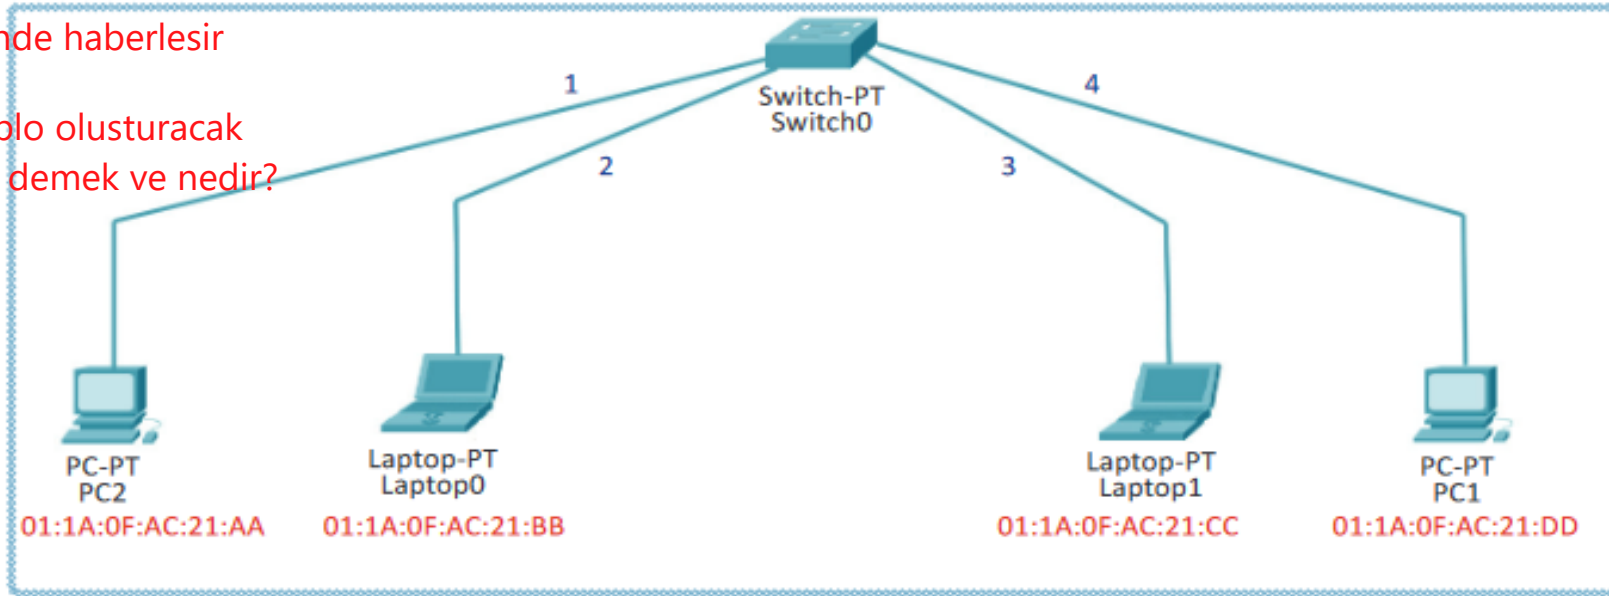 haberlesir
1
4
Switch-PT
Switch0
olusturacak
2
3
demek ve nedir?
PC-PT
PC2
01:1A:0F:AC:21:AA
Laptop-PT
Laptop0
01:1A:0F:AC:21:BB
Laptop-PT
Laptop1
01:1A:0F:AC:21:CC
PC-PT
PC1
01:1A:0F:AC:21:DD